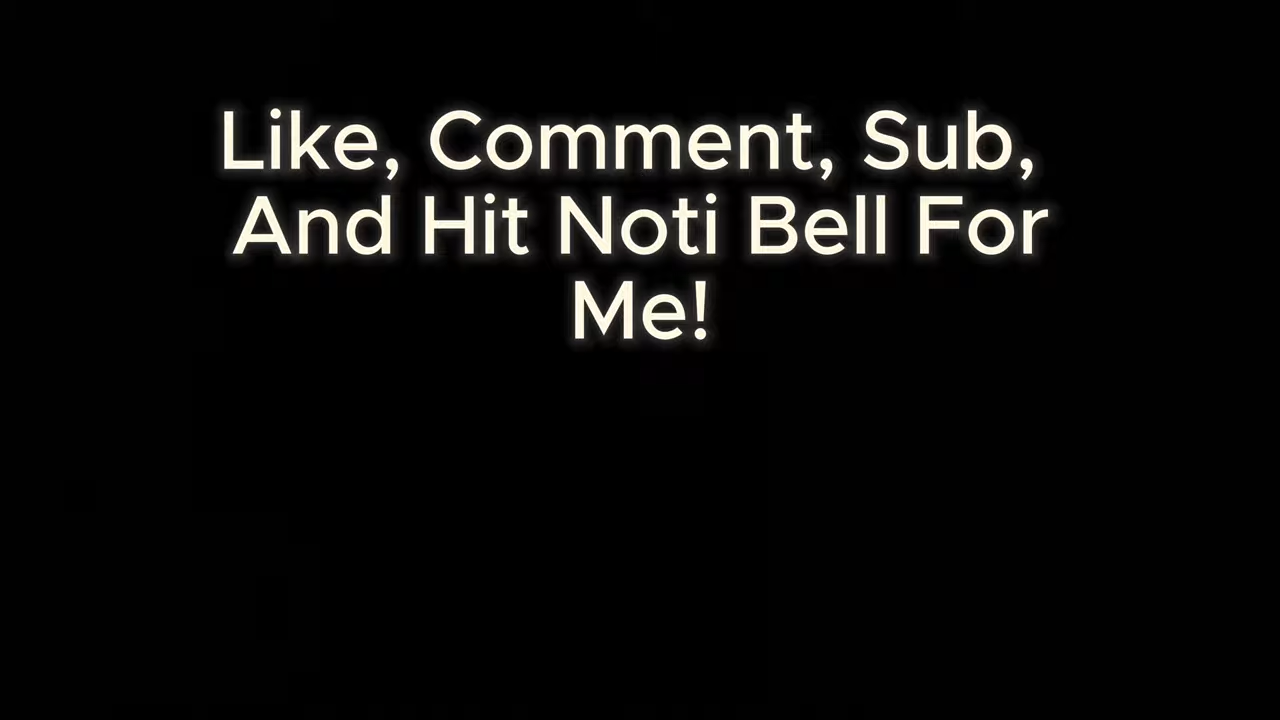 Like, Comment, Sub,
And Hit Noti Bell For
Me!